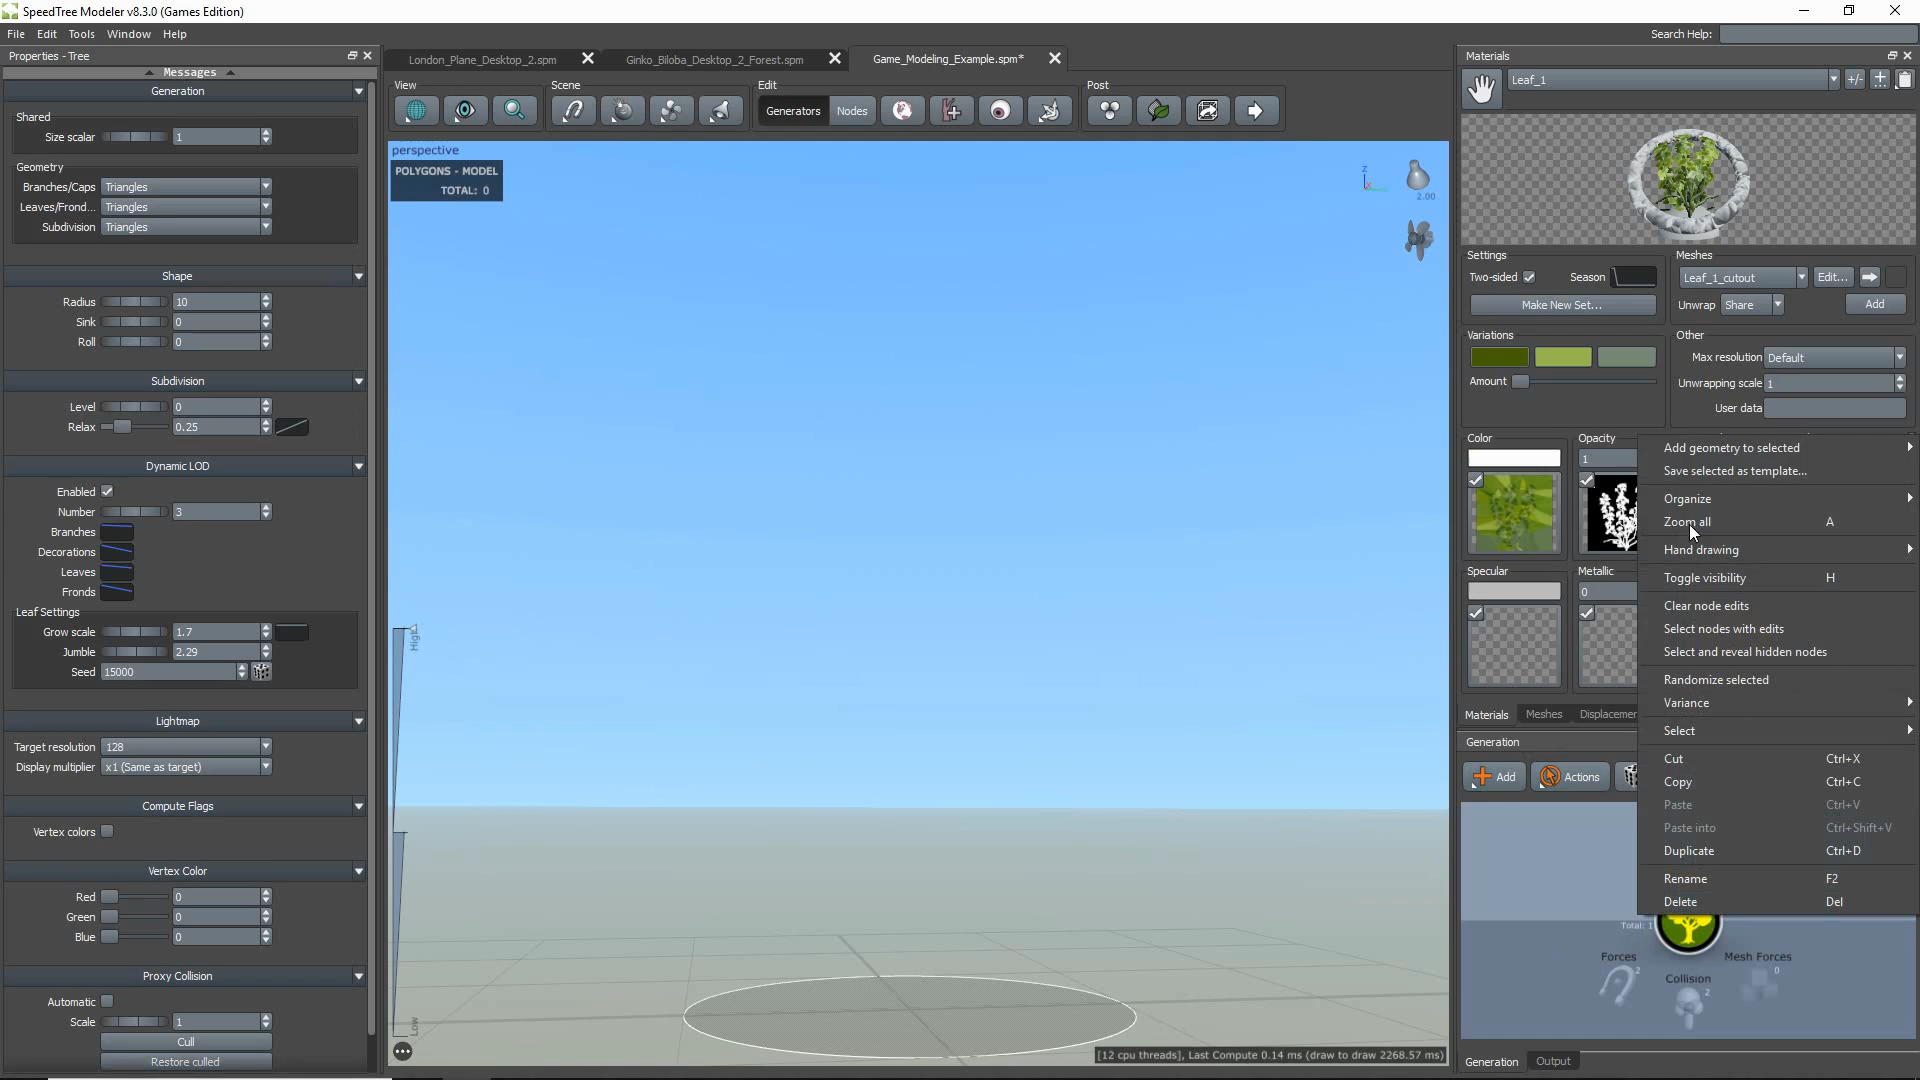 SpeedTree Modeler v8.3.0 (Games Edition)
File Edit Tools Window Help
Search Help:
Properties - Tree
Messages
Generation
Shared
Size scalar 1
Geometry
Branches/Caps Triangles
Leaves/Frond... Triangles
Subdivision Triangles
Shape
Radius 10
Sink 0
Roll 0
Subdivision
Level 0
Relax 0.25
Dynamic LOD
Enabled
Number 3
Branches
Decorations
Leaves
Fronds
Leaf Settings
Grow scale 1.7
Jumble 2.29
Seed 15000
Lightmap
Target resolution 128
Display multiplier x1 (Same as target)
Compute Flags
Vertex colors
Vertex Color
Red 0
Green 0
Blue 0
Proxy Collision
Automatic
Scale 1
Cull
Restore culled
London_Plane_Desktop_2.spm
Ginko_Biloba_Desktop_2_Forest.spm
Game_Modeling_Example.spm*
View
Scene
Edit
Post
Generators
Nodes
perspective
POLYGONS - MODEL
TOTAL: 0
z
2.00
High
Low
[12 cpu threads], Last Compute 0.14 ms (draw to draw 2268.57 ms)
Materials
Leaf_1
+/-
Settings
Two-sided
Season
Make New Set...
Meshes
Leaf_1_cutout
Edit...
Unwrap Share
Add
Variations
Amount
Other
Max resolution Default
Unwrapping scale 1
User data
Color
Opacity
1
Specular
Metallic
0
Materials Meshes Displacemen
Generation
Add
Actions
Add geometry to selected
Save selected as template...
Organize
Zoom all A
Hand drawing
Toggle visibility H
Clear node edits
Select nodes with edits
Select and reveal hidden nodes
Randomize selected
Variance
Select
Cut Ctrl+X
Copy Ctrl+C
Paste Ctrl+V
Paste into Ctrl+Shift+V
Duplicate Ctrl+D
Rename F2
Delete Del
Total: 1
Forces
2
Mesh Forces
0
Collision
2
Generation Output